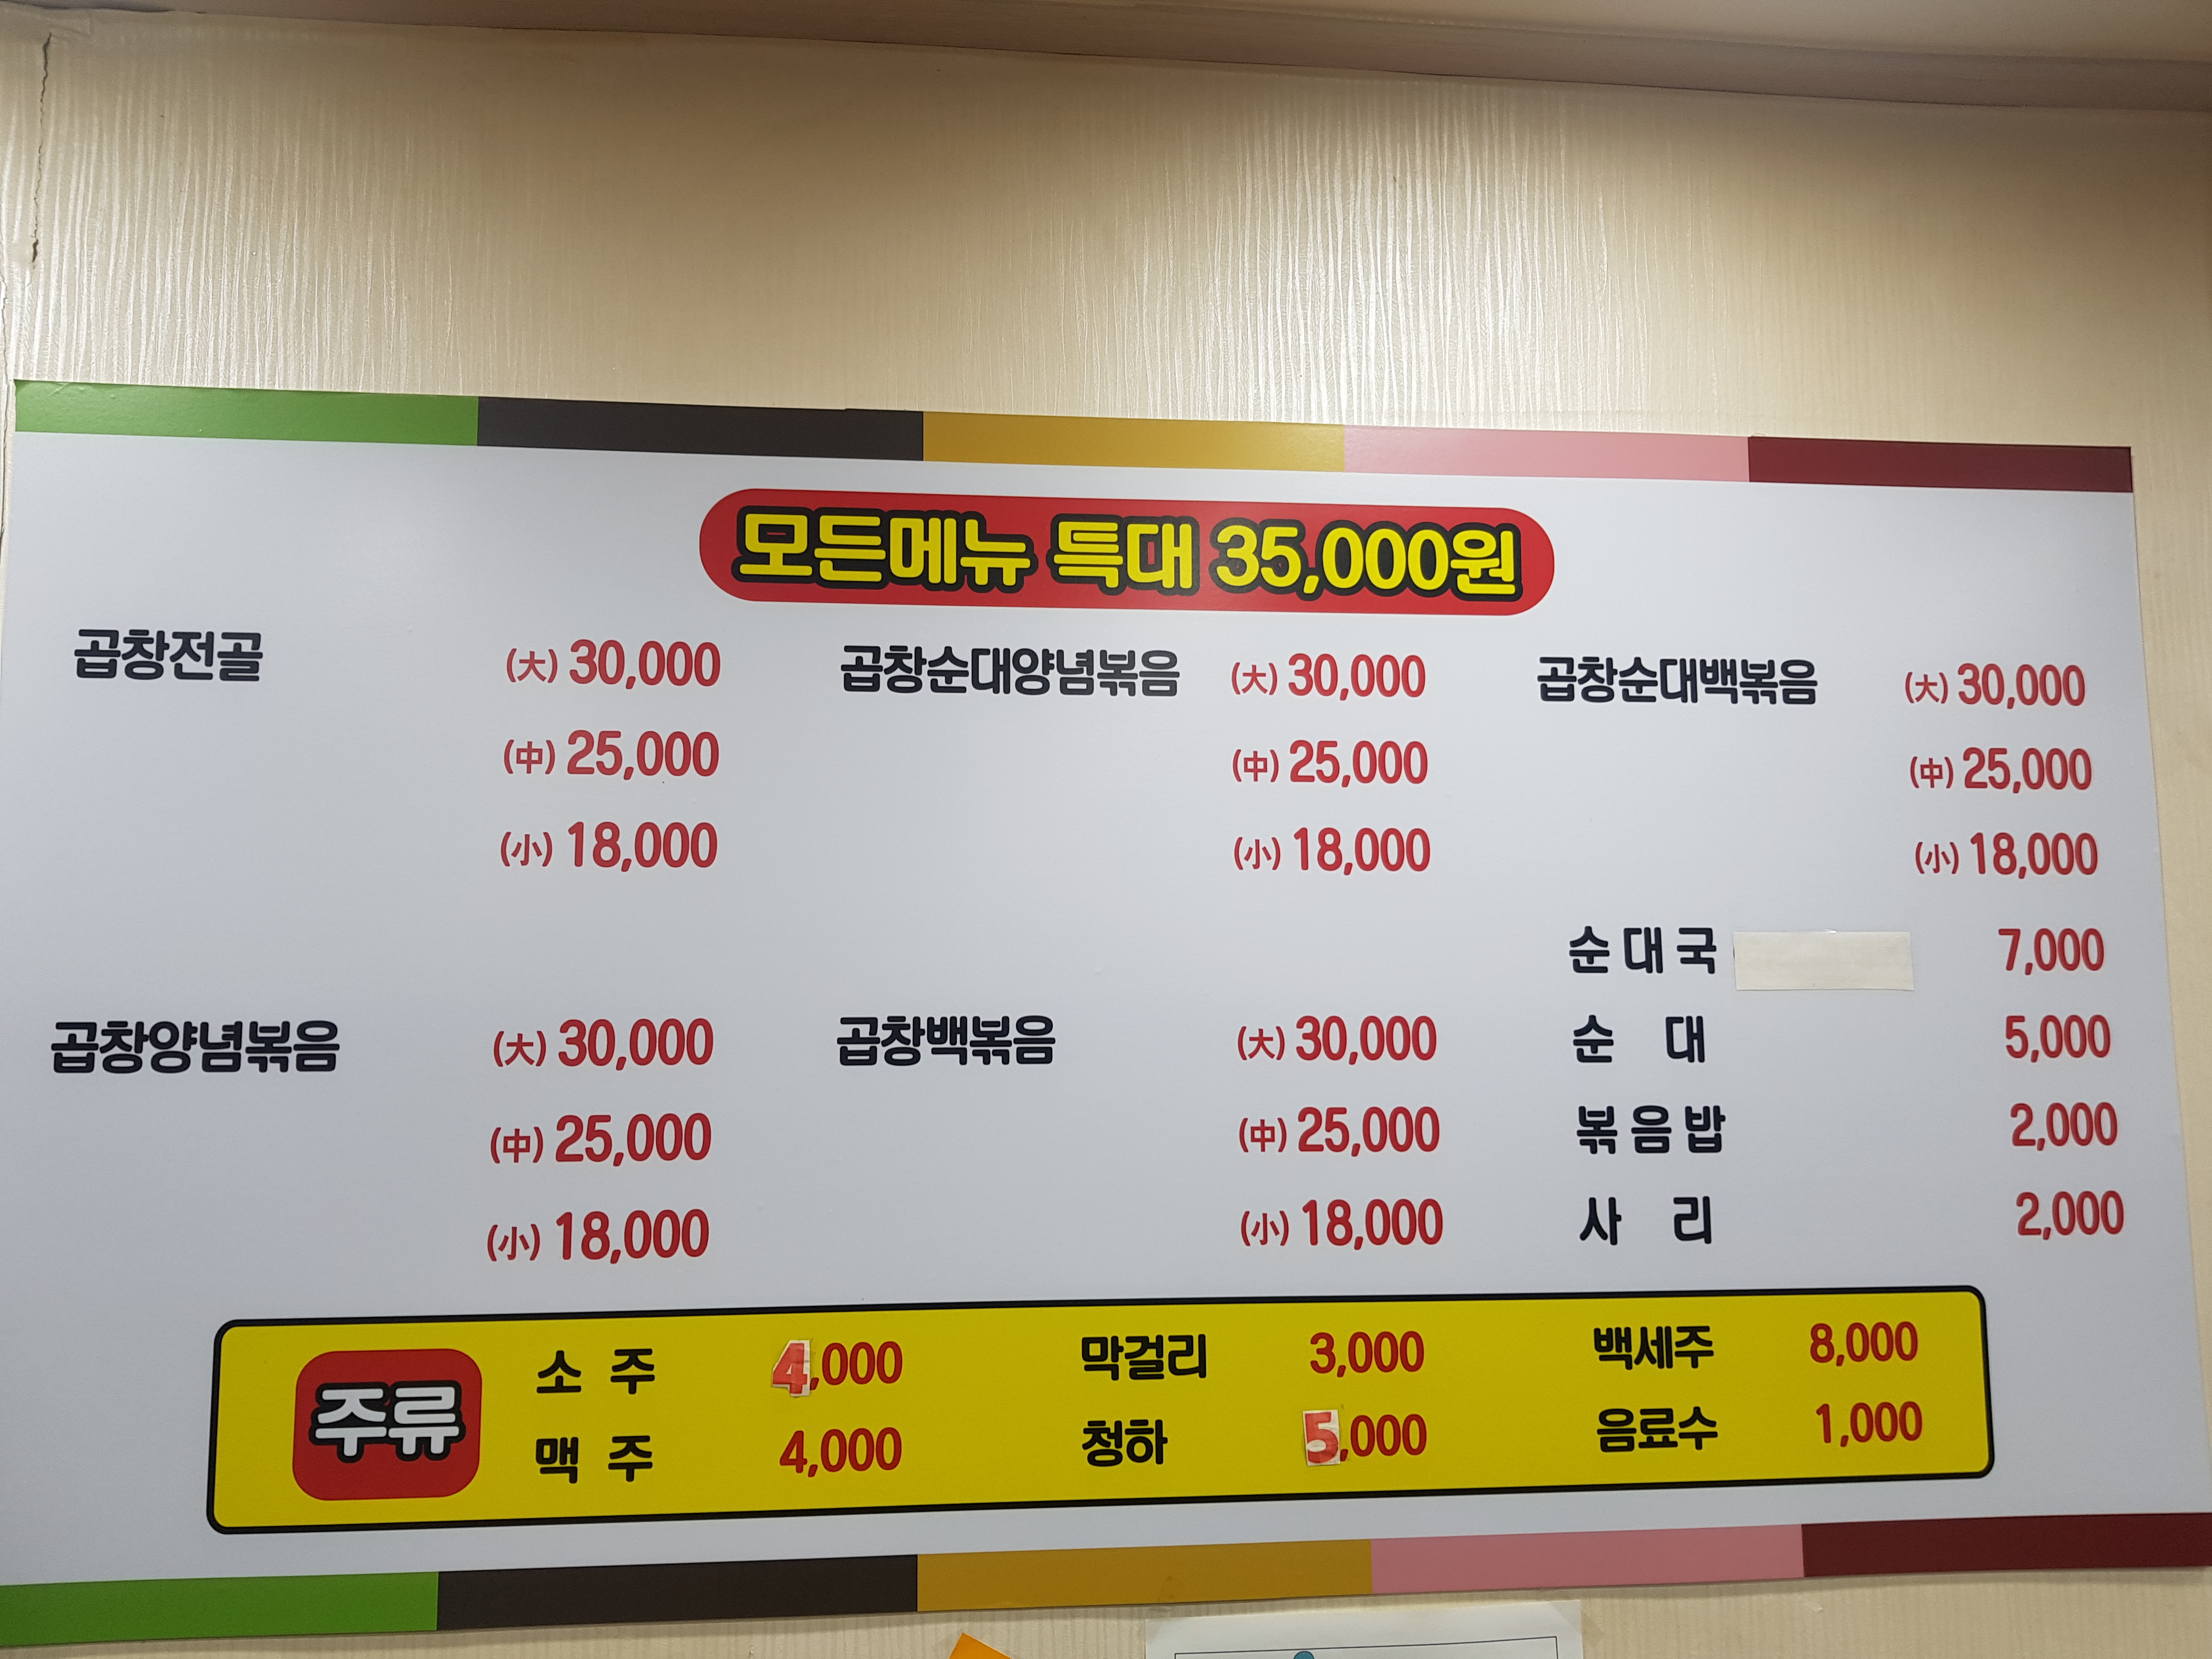 모든메뉴 특대 35,000원
곱창전골 (大) 30,000
(中) 25,000
(小) 18,000
곱창순대양념볶음 (大) 30,000
(中) 25,000
(小) 18,000
곱창순대백볶음 (大) 30,000
(中) 25,000
(小) 18,000
곱창양념볶음 (大) 30,000
(中) 25,000
(小) 18,000
곱창백볶음 (大) 30,000
(中) 25,000
(小) 18,000
순대국 7,000
순대 5,000
볶음밥 2,000
사리 2,000
주류
소주 4,000
맥주 4,000
막걸리 3,000
청하 5,000
백세주 8,000
음료수 1,000